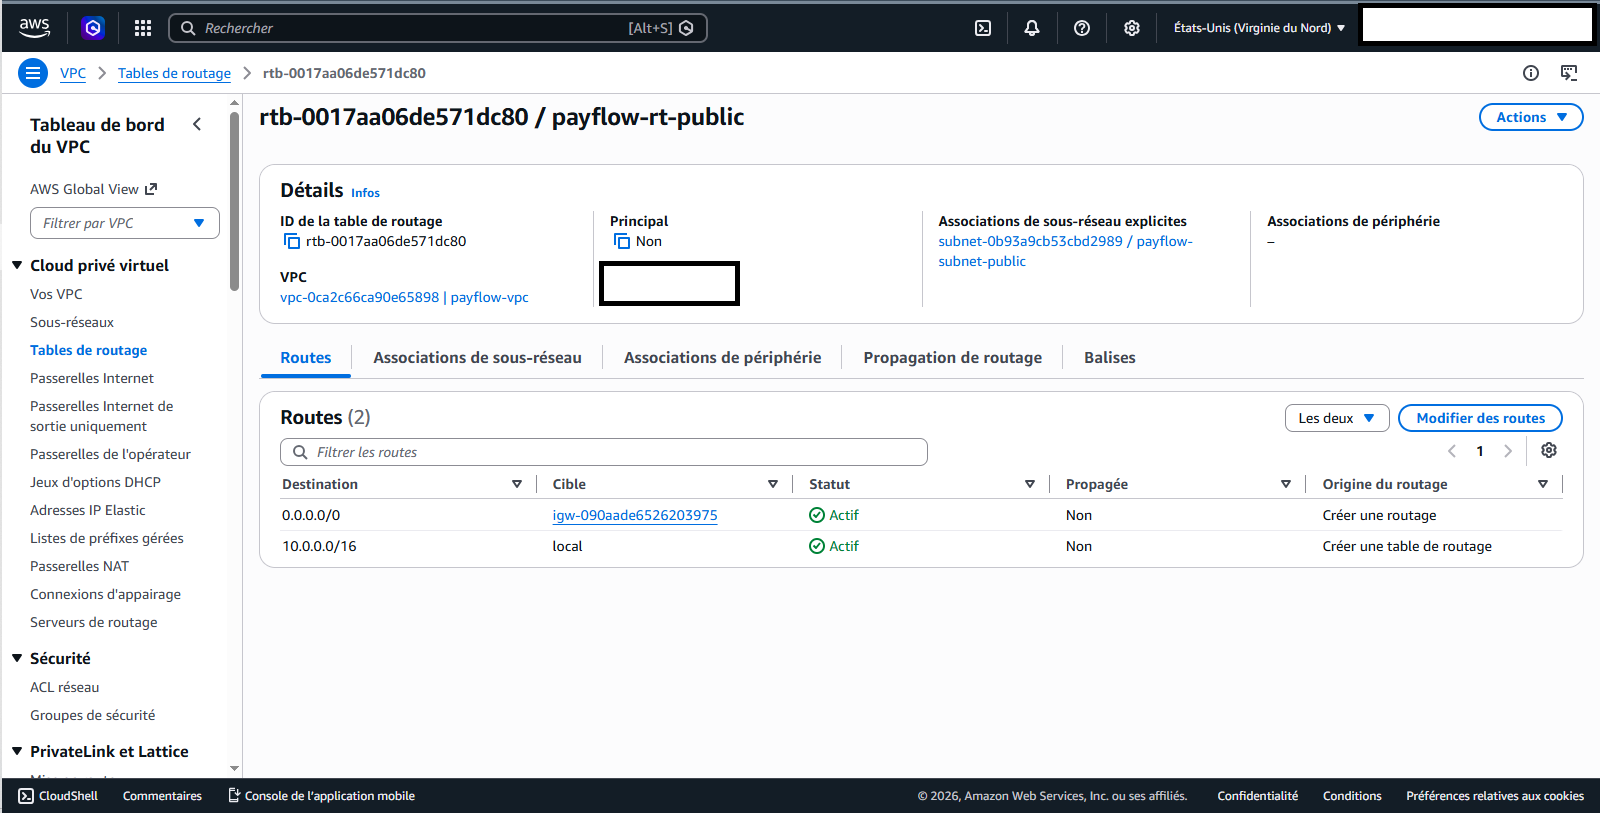 aws
Rechercher [Alt+S]
États-Unis (Virginie du Nord)
VPC > Tables de routage > rtb-0017aa06de571dc80
Tableau de bord
du VPC
AWS Global View
Filtrer par VPC
Cloud privé virtuel
Vos VPC
Sous-réseaux
Tables de routage
Passerelles Internet
Passerelles Internet de
sortie uniquement
Passerelles de l'opérateur
Jeux d'options DHCP
Adresses IP Elastic
Listes de préfixes gérées
Passerelles NAT
Connexions d'appairage
Serveurs de routage
Sécurité
ACL réseau
Groupes de sécurité
PrivateLink et Lattice
rtb-0017aa06de571dc80 / payflow-rt-public
Actions
Détails Infos
ID de la table de routage
rtb-0017aa06de571dc80
VPC
vpc-0ca2c66ca90e65898 | payflow-vpc
Principal
Non
Associations de sous-réseau explicites
subnet-0b93a9cb53cbd2989 / payflow-
subnet-public
Associations de périphérie
–
Routes Associations de sous-réseau Associations de périphérie Propagation de routage Balises
Routes (2)
Les deux Modifier des routes
Filtrer les routes
1
Destination Cible Statut Propagée Origine du routage
0.0.0.0/0 igw-090aade6526203975 Actif Non Créer une routage
10.0.0.0/16 local Actif Non Créer une table de routage
CloudShell Commentaires Console de l'application mobile © 2026, Amazon Web Services, Inc. ou ses affiliés. Confidentialité Conditions Préférences relatives aux cookies